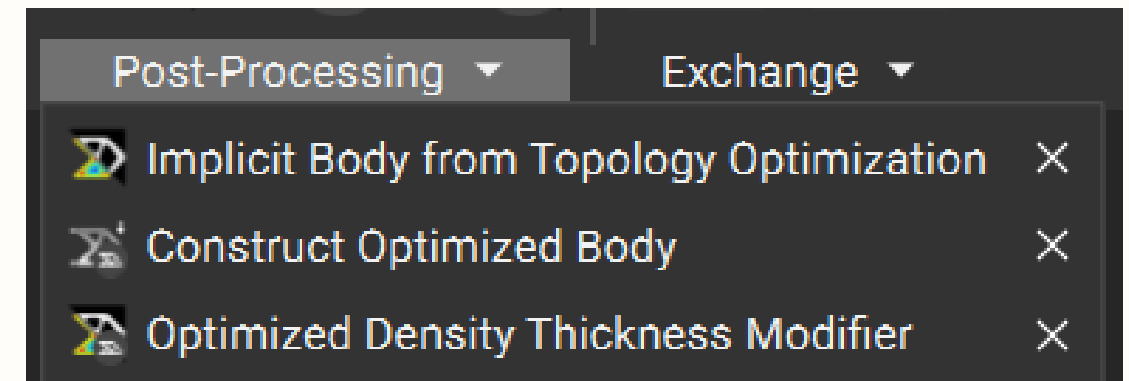 Post-Processing Exchange
Implicit Body from Topology Optimization
Construct Optimized Body
Optimized Density Thickness Modifier